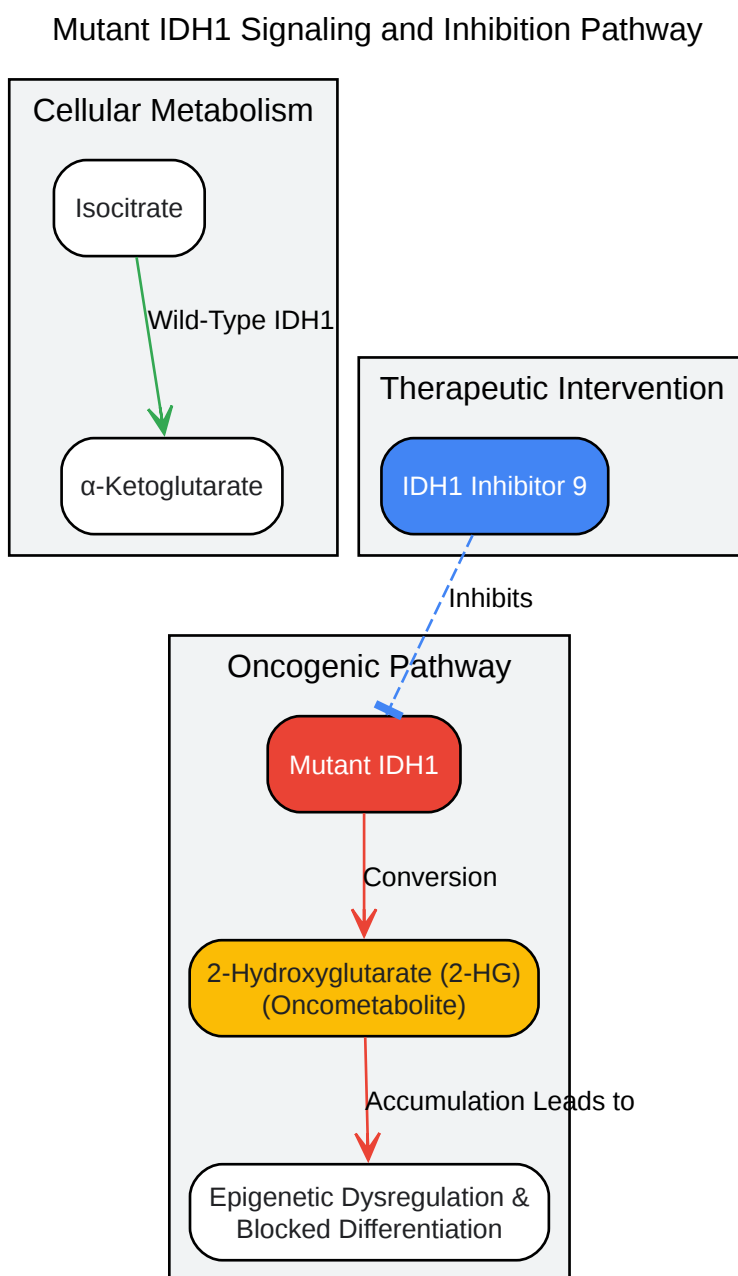 Mutant IDH1 Signaling and Inhibition Pathway
Cellular Metabolism
Isocitrate
Wild-Type IDH1
α-Ketoglutarate
Therapeutic Intervention
IDH1 Inhibitor 9
Inhibits
Oncogenic Pathway
Mutant IDH1
Conversion
2-Hydroxyglutarate (2-HG)
(Oncometabolite)
Accumulation Leads to
Epigenetic Dysregulation &
Blocked Differentiation